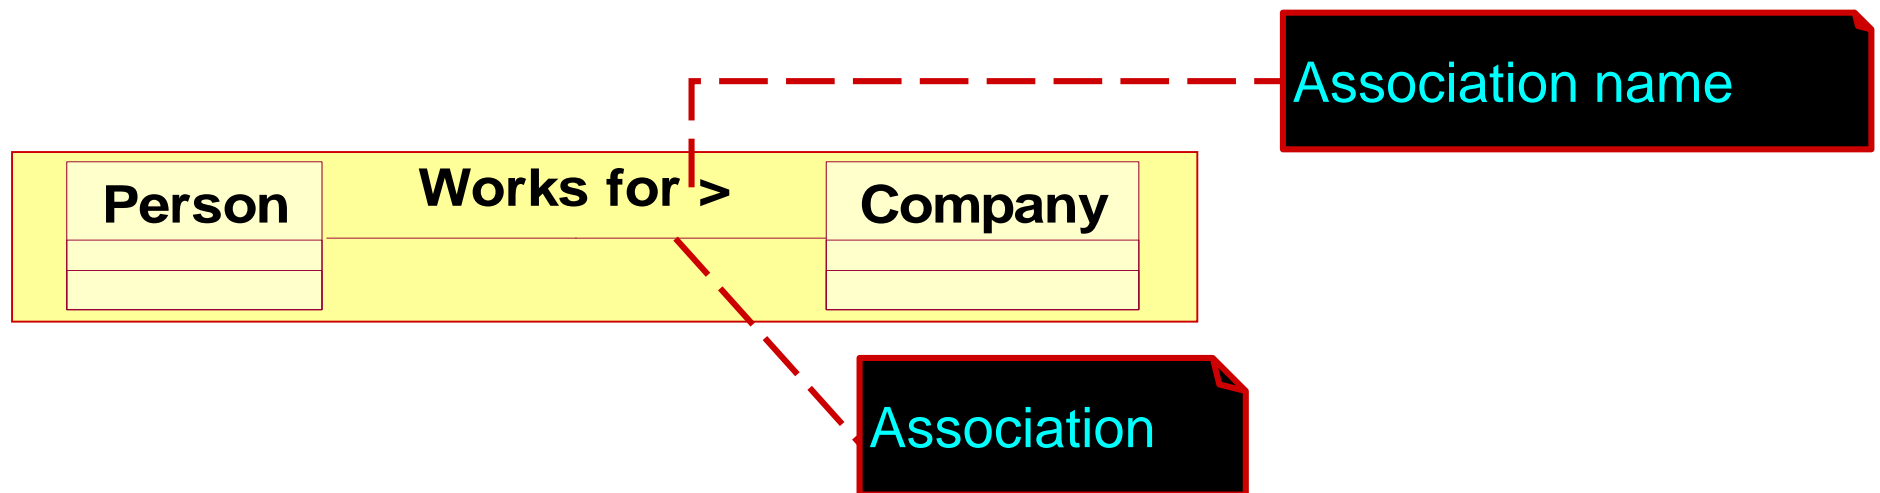 Association name
Person
Works for >
Company
Association